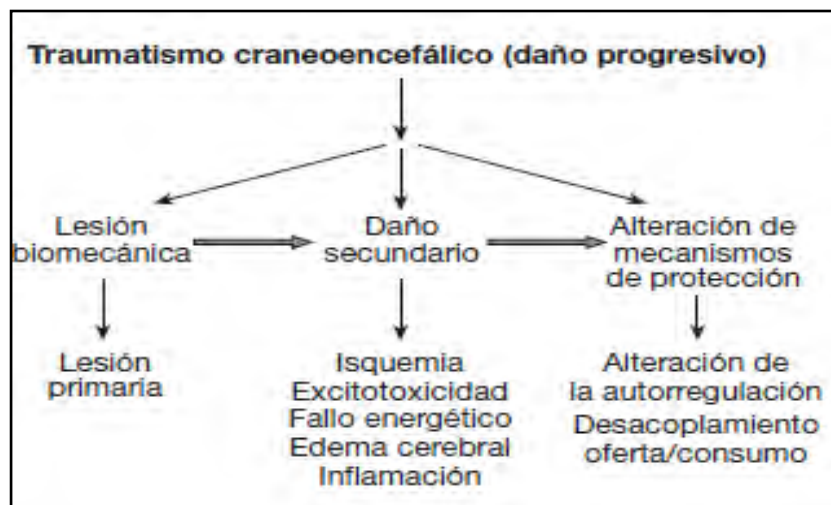 Traumatismo craneoencefálico (daño progresivo)
Lesión
biomecánica
Daño
secundario
Alteración de
mecanismos
de protección
Lesión
primaria
Isquemia
Excitotoxicidad
Fallo energético
Edema cerebral
Inflamación
Alteración de
la autorregulación
Desacoplamiento
oferta/consumo